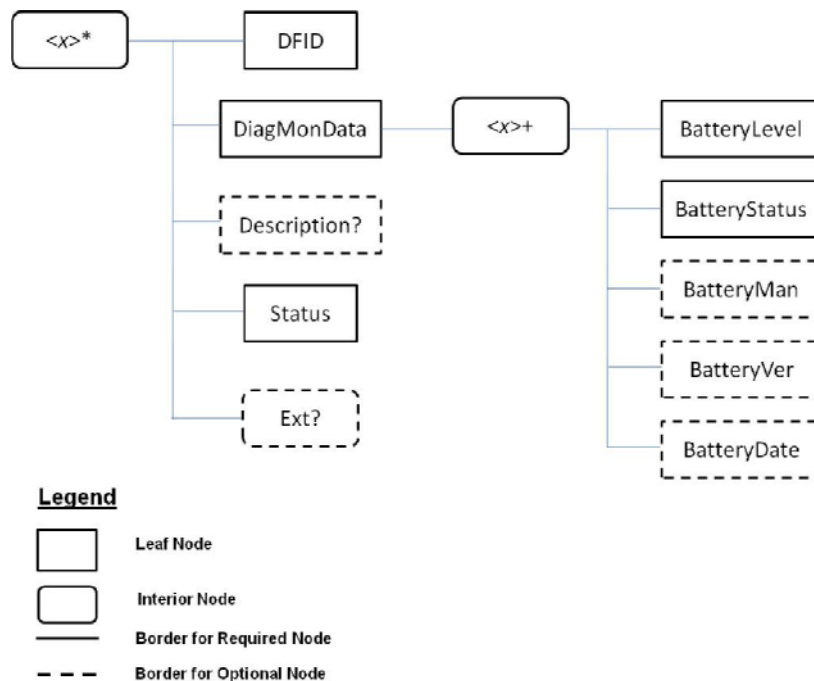 <x>*
DFID
DiagMonData
<x>+
BatteryLevel
BatteryStatus
Description?
BatteryMan
Status
BatteryVer
Ext?
BatteryDate
Legend
Leaf Node
Interior Node
Border for Required Node
Border for Optional Node